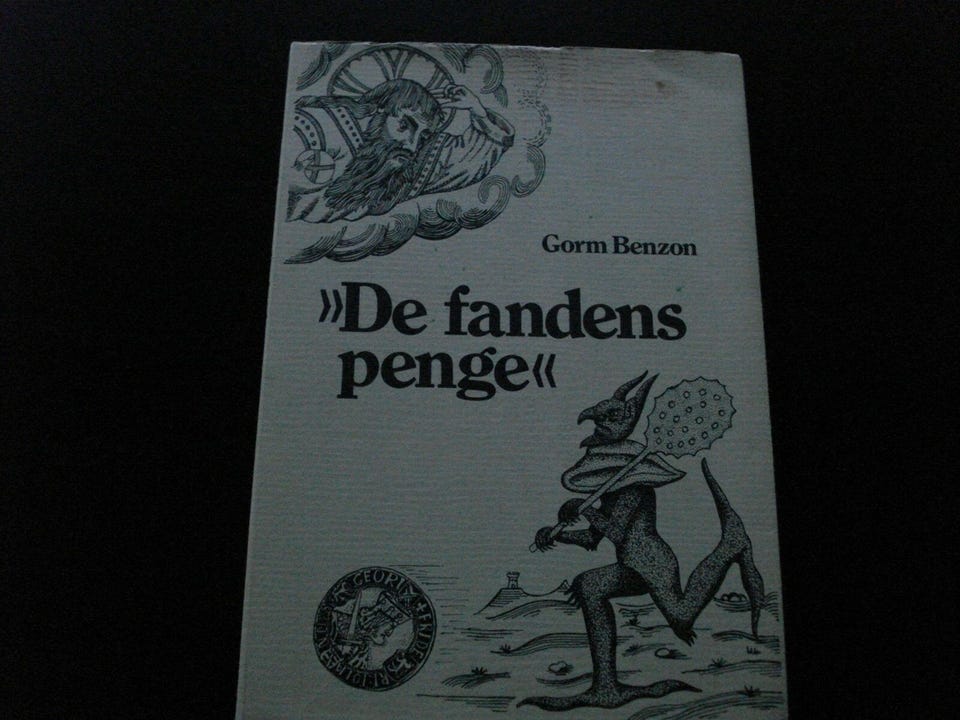 Gorm Benzon
»De fandens
penge«